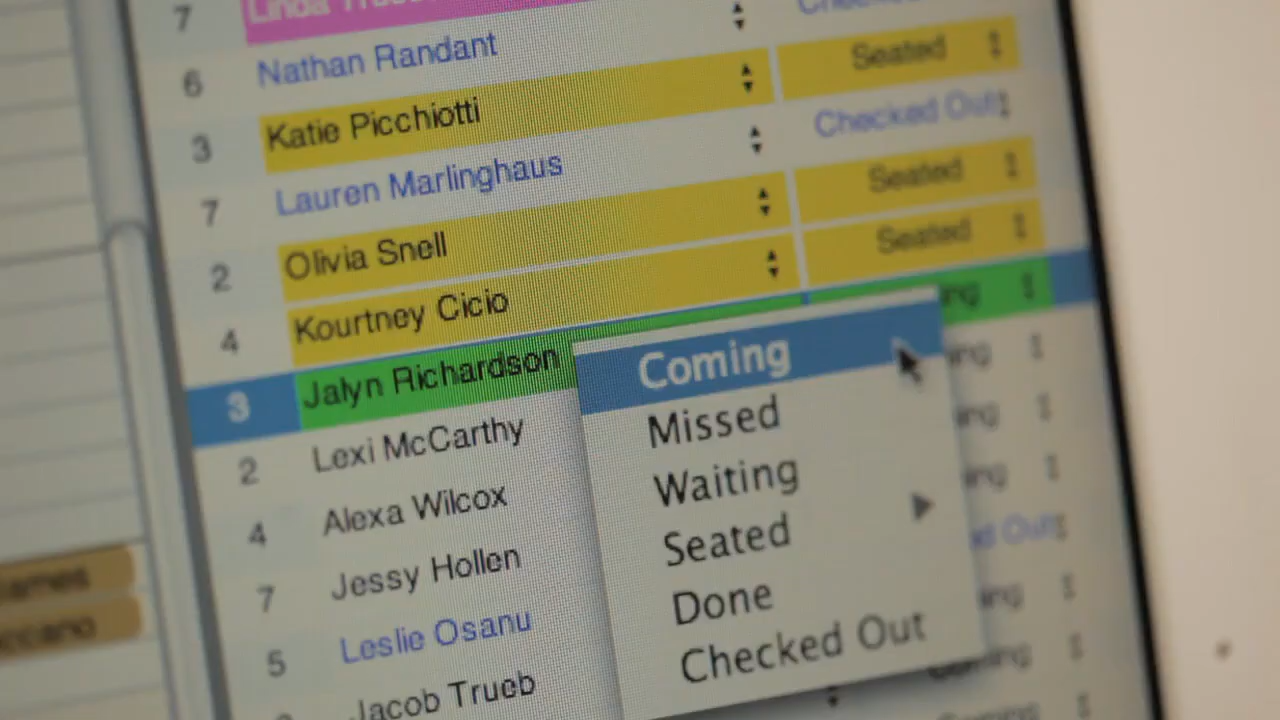 7 Linda
6 Nathan Randant
3 Katie Picchiotti Seated
7 Lauren Marlinghaus Checked Out
2 Olivia Snell Seated
4 Kourtney Cicio Seated
3 Jalyn Richardson
2 Lexi McCarthy
4 Alexa Wilcox
7 Jessy Hollen
5 Leslie Osanu
Jacob Trueb
Coming
Missed
Waiting
Seated
Done
Checked Out